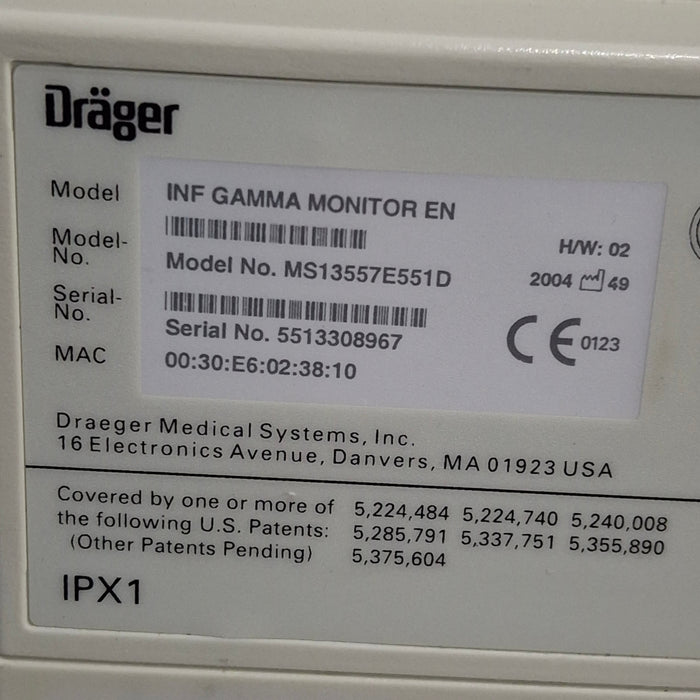 Dräger
Model INF GAMMA MONITOR EN
H/W: 02
Model-
No. Model No. MS13557E551D
2004 49
Serial-
No. Serial No. 5513308967
CE 0123
MAC 00:30:E6:02:38:10
Draeger Medical Systems, Inc.
16 Electronics Avenue, Danvers, MA 01923 USA
Covered by one or more of 5,224,484 5,224,740 5,240,008
the following U.S. Patents: 5,285,791 5,337,751 5,355,890
(Other Patents Pending) 5,375,604
IPX1